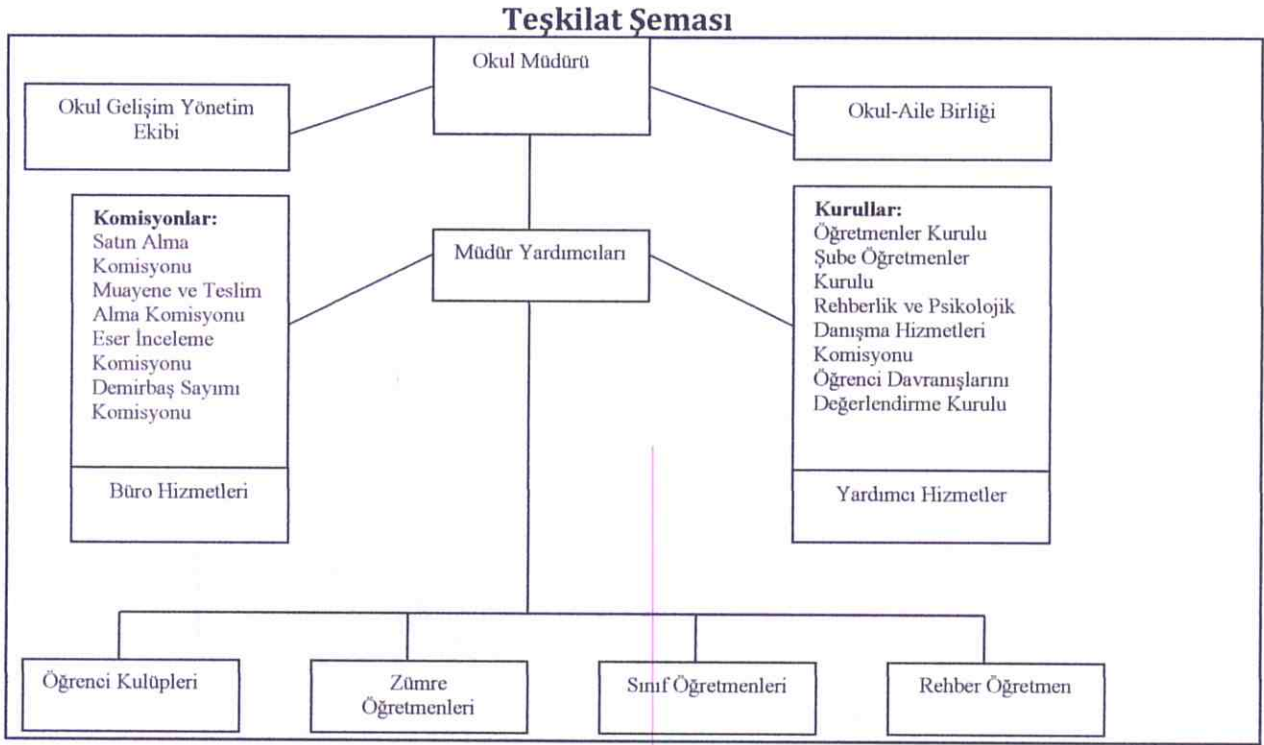 Teşkilat Şeması
Okul Müdürü
Okul Gelişim Yönetim
Ekibi
Okul-Aile Birliği
Komisyonlar:
Satın Alma
Komisyonu
Muayene ve Teslim
Alma Komisyonu
Eser İnceleme
Komisyonu
Demirbaş Sayımı
Komisyonu
Büro Hizmetleri
Müdür Yardımcıları
Kurullar:
Öğretmenler Kurulu
Şube Öğretmenler
Kurulu
Rehberlik ve Psikolojik
Danışma Hizmetleri
Komisyonu
Öğrenci Davranışlarını
Değerlendirme Kurulu
Yardımcı Hizmetler
Öğrenci Kulüpleri
Zümre
Öğretmenleri
Sınıf Öğretmenleri
Rehber Öğretmen